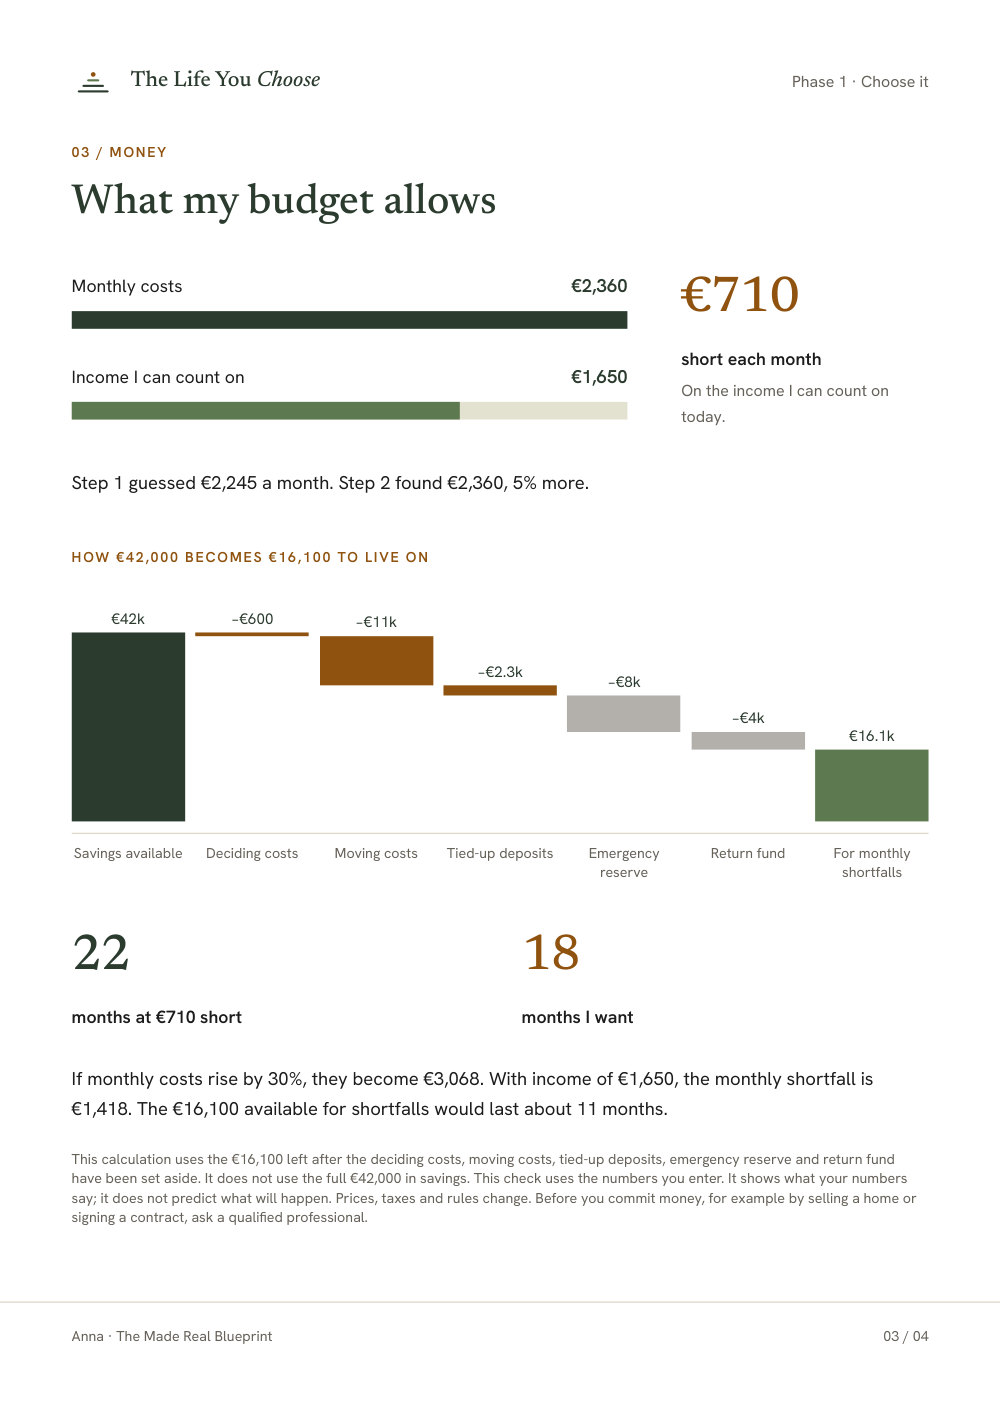 The Life You Choose
Phase 1 · Choose it
03 / MONEY
What my budget allows
Monthly costs €2,360
Income I can count on €1,650
€710
short each month
On the income I can count on
today.
Step 1 guessed €2,245 a month. Step 2 found €2,360, 5% more.
HOW €42,000 BECOMES €16,100 TO LIVE ON
€42k –€600 –€11k –€2.3k –€8k –€4k €16.1k
Savings available Deciding costs Moving costs Tied-up deposits Emergency reserve Return fund For monthly shortfalls
22
months at €710 short
18
months I want
If monthly costs rise by 30%, they become €3,068. With income of €1,650, the monthly shortfall is
€1,418. The €16,100 available for shortfalls would last about 11 months.
This calculation uses the €16,100 left after the deciding costs, moving costs, tied-up deposits, emergency reserve and return fund
have been set aside. It does not use the full €42,000 in savings. This check uses the numbers you enter. It shows what your numbers
say; it does not predict what will happen. Prices, taxes and rules change. Before you commit money, for example by selling a home or
signing a contract, ask a qualified professional.
Anna · The Made Real Blueprint
03 / 04